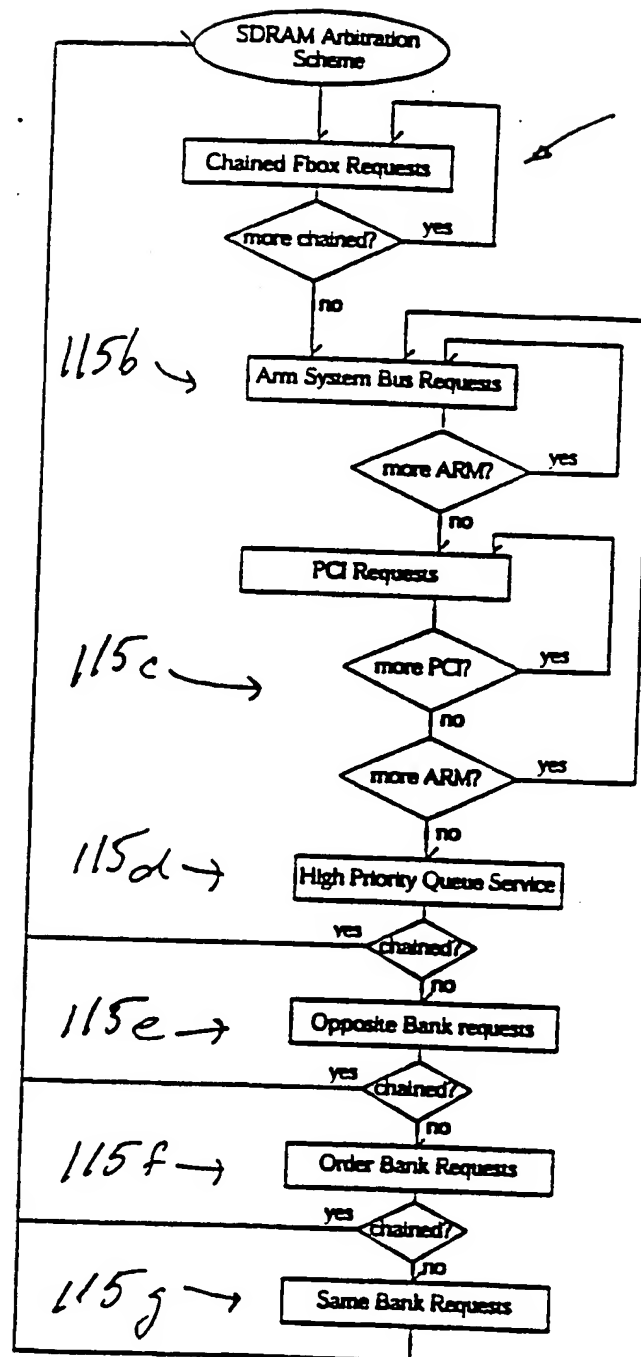 SDRAM Arbitration
Scheme
Chained Fbox Requests
more chained?
yes
no
115b
Arm System Bus Requests
more ARM?
yes
no
PCI Requests
115c
more PCI?
yes
no
more ARM?
yes
no
115d
High Priority Queue Service
yes
chained?
no
115e
Opposite Bank requests
yes
chained?
no
115f
Order Bank Requests
yes
chained?
no
115g
Same Bank Requests